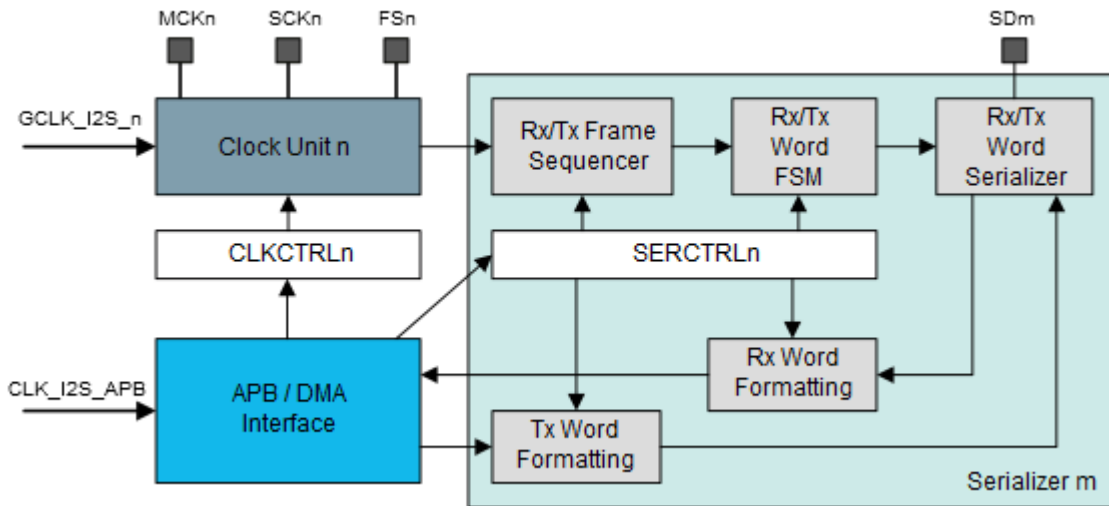 MCKn
SCKn
FSn
SDm
GCLK_I2S_n
Clock Unit n
Rx/Tx Frame
Sequencer
Rx/Tx
Word
FSM
Rx/Tx
Word
Serializer
CLKCTRLn
SERCTRLn
CLK_I2S_APB
APB / DMA
Interface
Rx Word
Formatting
Tx Word
Formatting
Serializer m